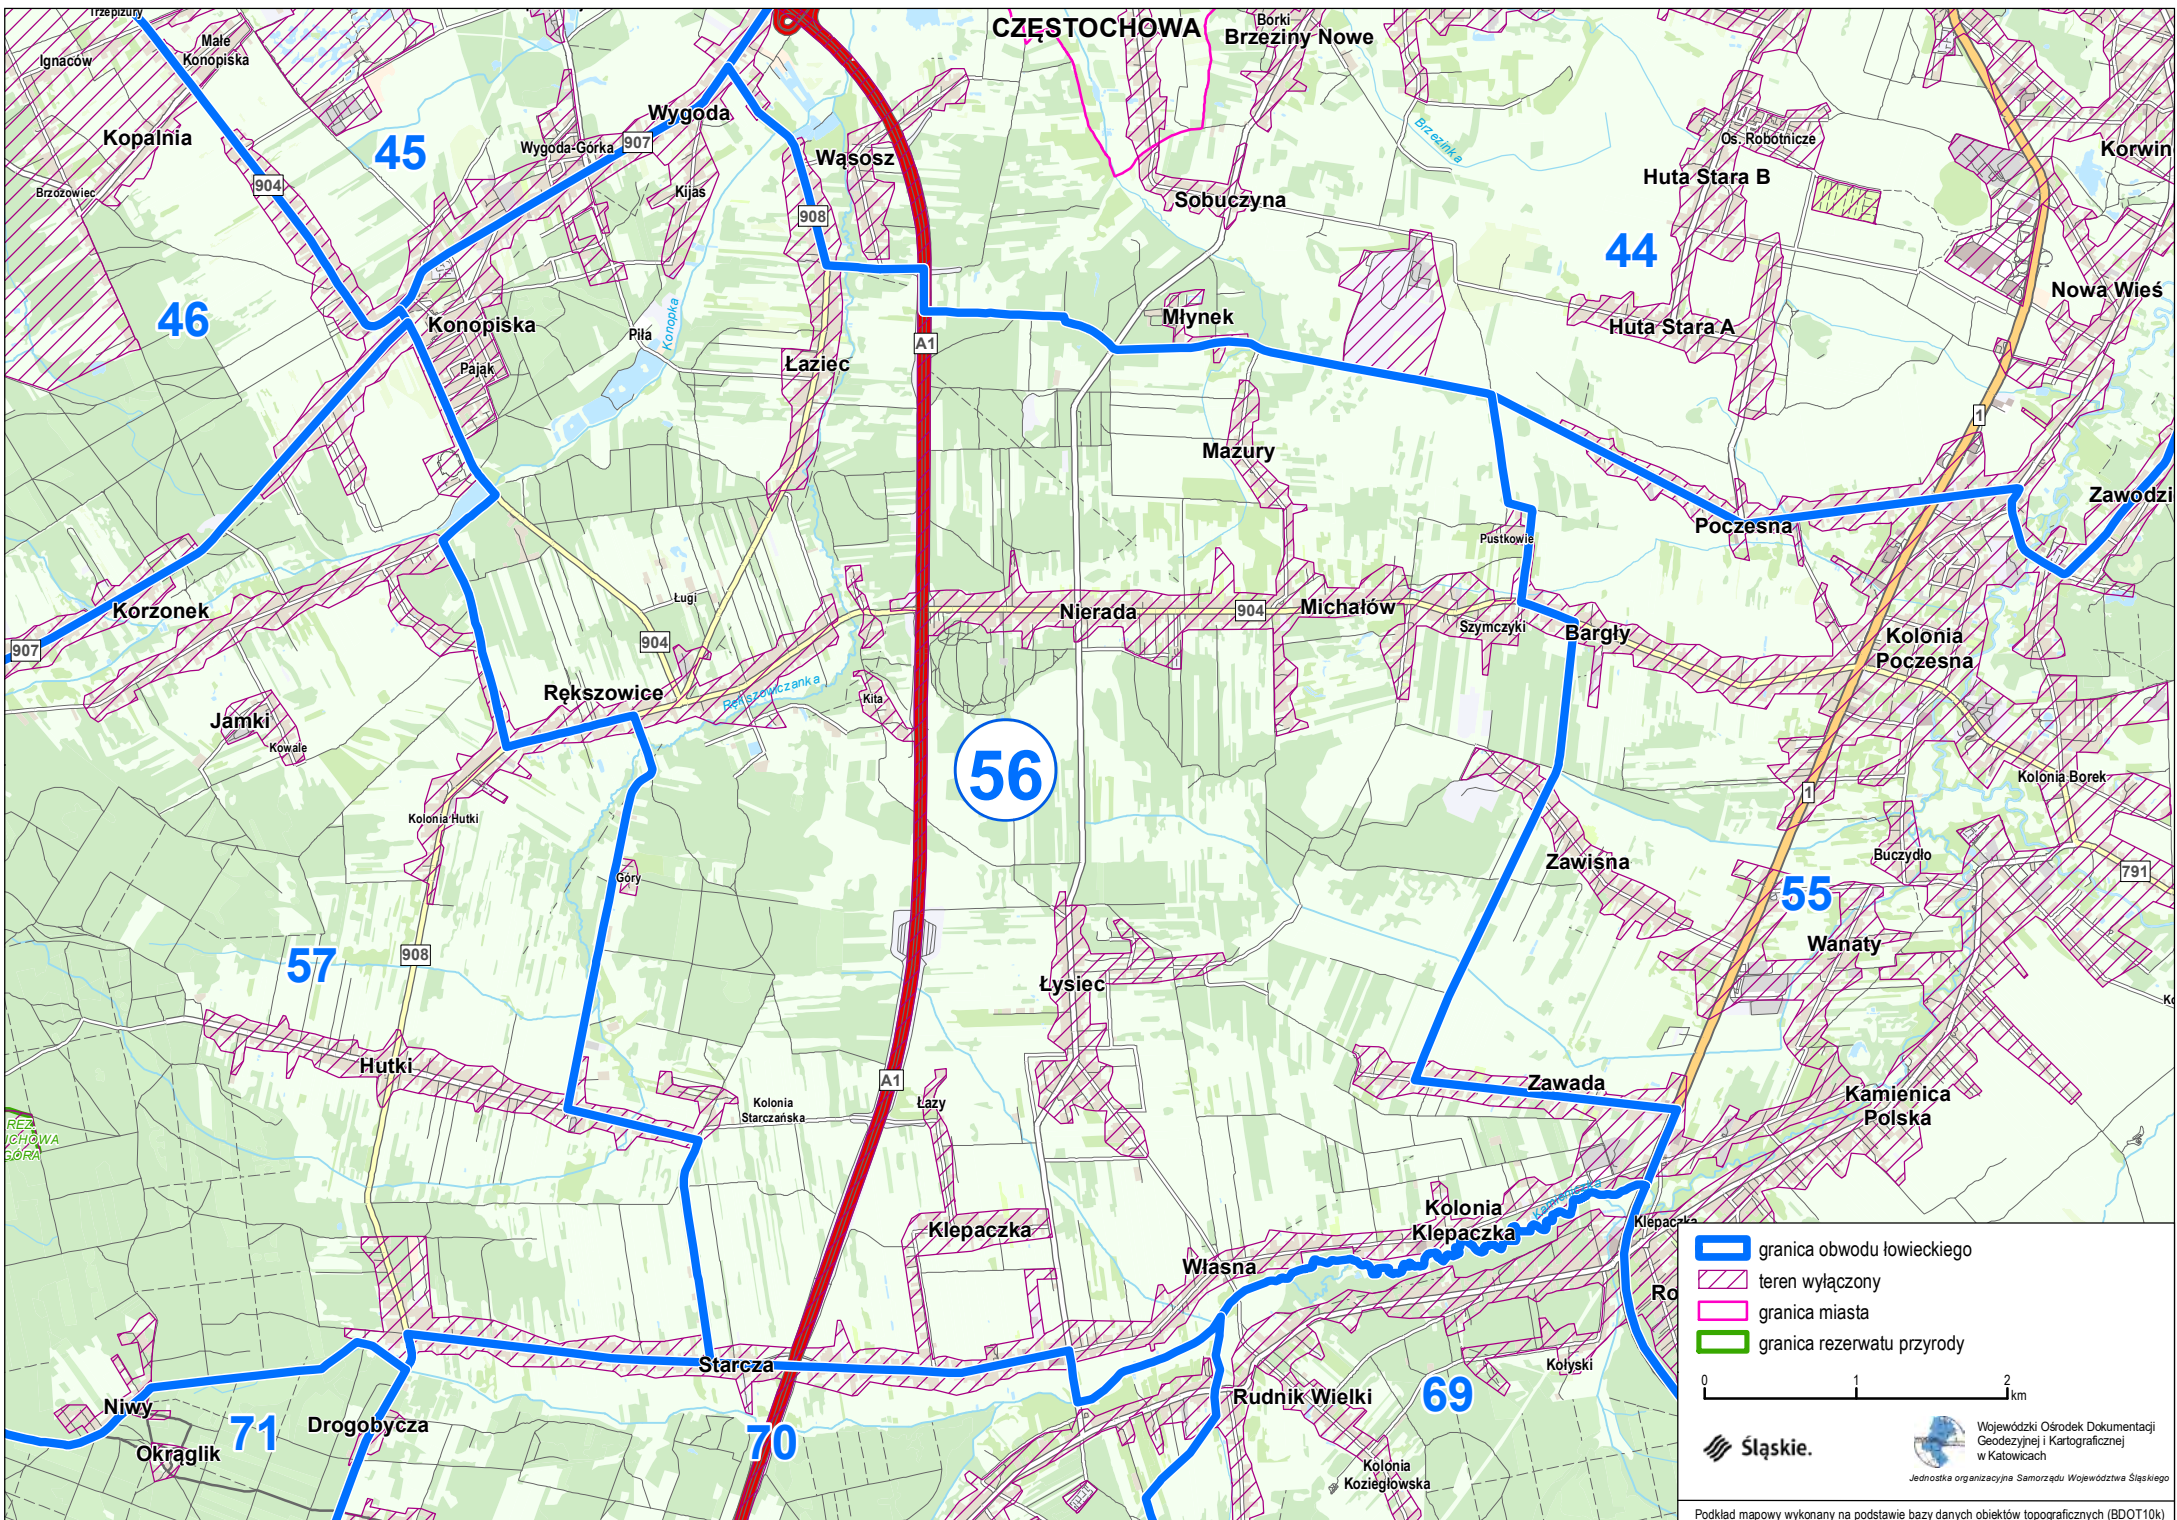 Trzepizury
CZĘSTOCHOWA
Borki
Brzeziny Nowe
Ignaców
Małe
Konopiska
Kopalnia
45
Wygoda
Wygoda-Górka
907
Wąsosz
Brzezinka
Os. Robotnicze
Korwin
Huta Stara B
904
Brzozowiec
Kijas
Sobuczyna
908
44
46
Konopiska
Konopka
Piła
Pająk
Łaziec
A1
Młynek
Huta Stara A
Nowa Wieś
1
Mazury
Zawodzi
Poczesna
Pustkowie
Korzonek
Ługi
Nierada
904
Michałów
Szymczyki
Bargły
Kolonia
Poczesna
907
904
Rększowice
Rększowiczanka
Kita
Jamki
Kowale
56
Kolonia Borek
1
Kolonia Hutki
Góry
Zawisna
Buczydło
791
55
Wanaty
57
908
Łysiec
Hutki
A1
Kolonia
Starczańska
Łazy
Zawada
Kamienica
Polska
REZ.
GÓRA
Klepaczka
Kolonia
Klepaczka
Klepaczka
Własna
Starcza
Rudnik Wielki
Kołyski
69
Niwy
71
Okrąglik
Drogobycza
70
Kolonia
Koziegłowska
granica obwodu łowieckiego
teren wyłączony
granica miasta
granica rezerwatu przyrody
0 1 2
km
Śląskie.
Wojewódzki Ośrodek Dokumentacji
Geodezyjnej i Kartograficznej
w Katowicach
Jednostka organizacyjna Samorządu Województwa Śląskiego
Podkład mapowy wykonany na podstawie bazy danych obiektów topograficznych (BDOT10k)